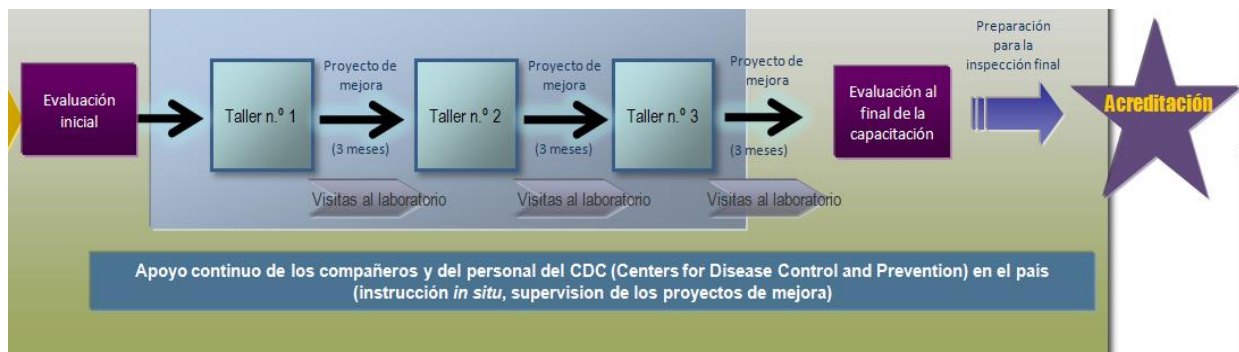 Evaluación
inicial
Taller n.º 1
Proyecto de
mejora
(3 meses)
Visitas al laboratorio
Taller n.º 2
Proyecto de
mejora
(3 meses)
Visitas al laboratorio
Taller n.º 3
Proyecto de
mejora
(3 meses)
Visitas al laboratorio
Evaluación al
final de la
capacitación
Preparación
para la
inspección final
Acreditación
Apoyo continuo de los compañeros y del personal del CDC (Centers for Disease Control and Prevention) en el país
(instrucción in situ, supervision de los proyectos de mejora)